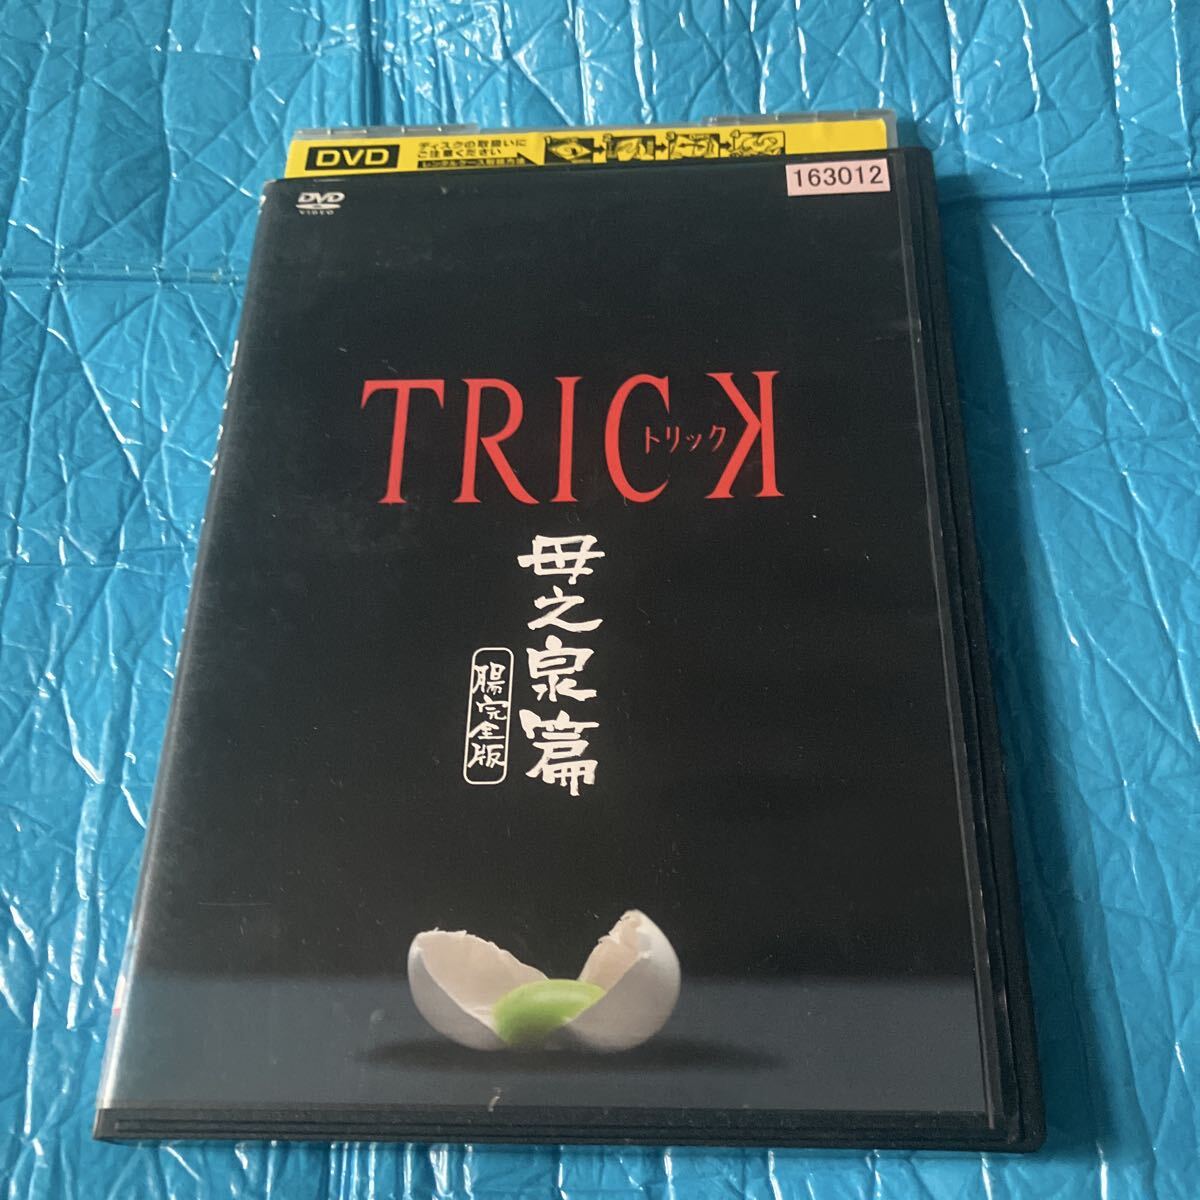 DVD
ディスクの取扱いに
ご注意ください
163012
DVD
VIDEO
TRICK
トリック
母之泉篇
腸完全版